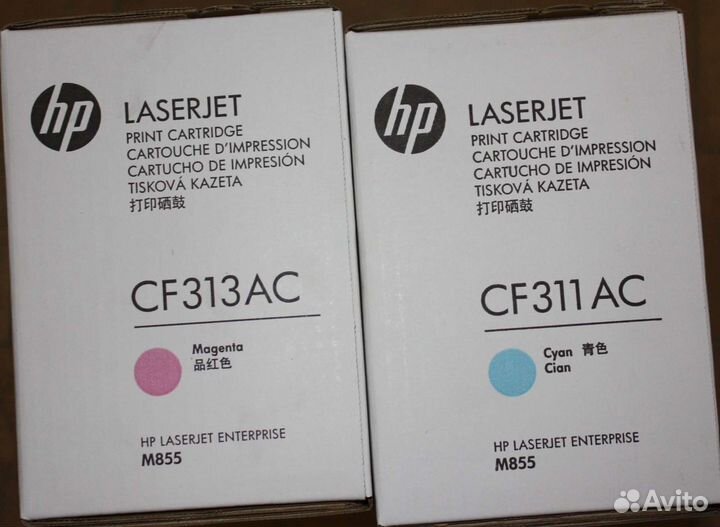 hp
LASERJET
PRINT CARTRIDGE
CARTOUCHE D'IMPRESSION
CARTUCHO DE IMPRESIÓN
TISKOVÁ KAZETA
打印硒鼓
CF313AC
Magenta
品红色
HP LASERJET ENTERPRISE
M855
hp
LASERJET
PRINT CARTRIDGE
CARTOUCHE D'IMPRESSION
CARTUCHO DE IMPRESIÓN
TISKOVÁ KAZETA
打印硒鼓
CF311AC
Cyan 青色
Cian
HP LASERJET ENTERPRISE
M855
Avito